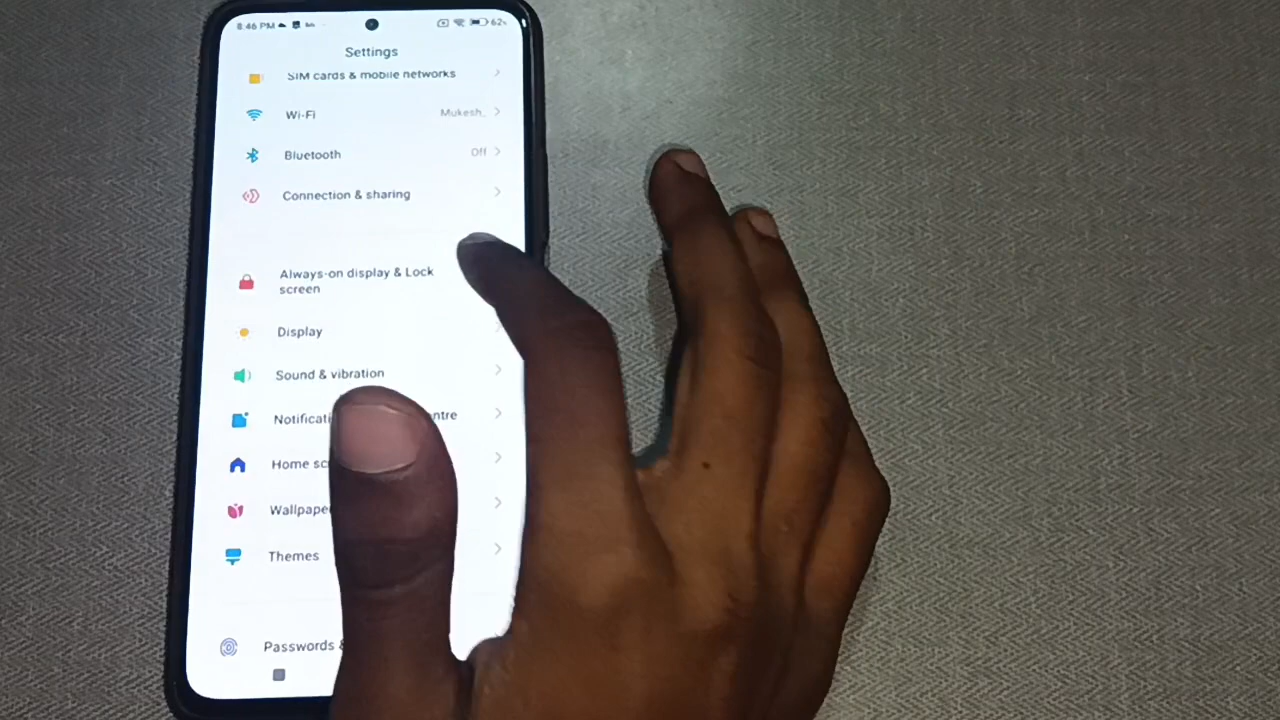 8:46 PM
62%
Settings
SIM cards & mobile networks
Wi-Fi Mukesh_
Bluetooth Off
Connection & sharing
Always-on display & Lock
screen
Display
Sound & vibration
Notificati ntre
Home sc
Wallpape
Themes
Passwords &